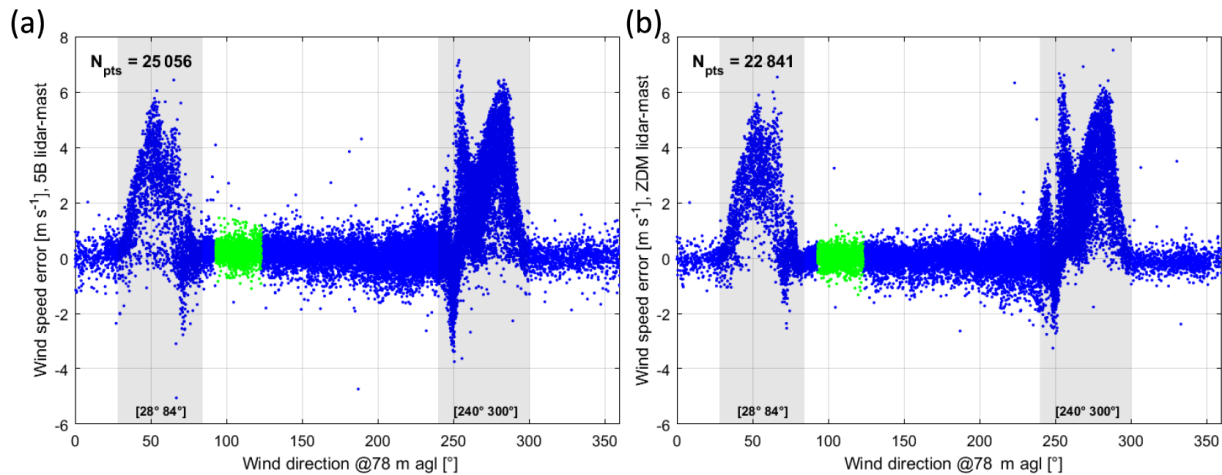 (a)
8
6
4
2
0
-2
-4
-6
Wind speed error [m s⁻¹], 5B lidar-mast
N_pts = 25 056
[28° 84°]
[240° 300°]
0 50 100 150 200 250 300 350
Wind direction @78 m agl [°]
(b)
8
6
4
2
0
-2
-4
-6
Wind speed error [m s⁻¹], ZDM lidar-mast
N_pts = 22 841
[28° 84°]
[240° 300°]
0 50 100 150 200 250 300 350
Wind direction @78 m agl [°]